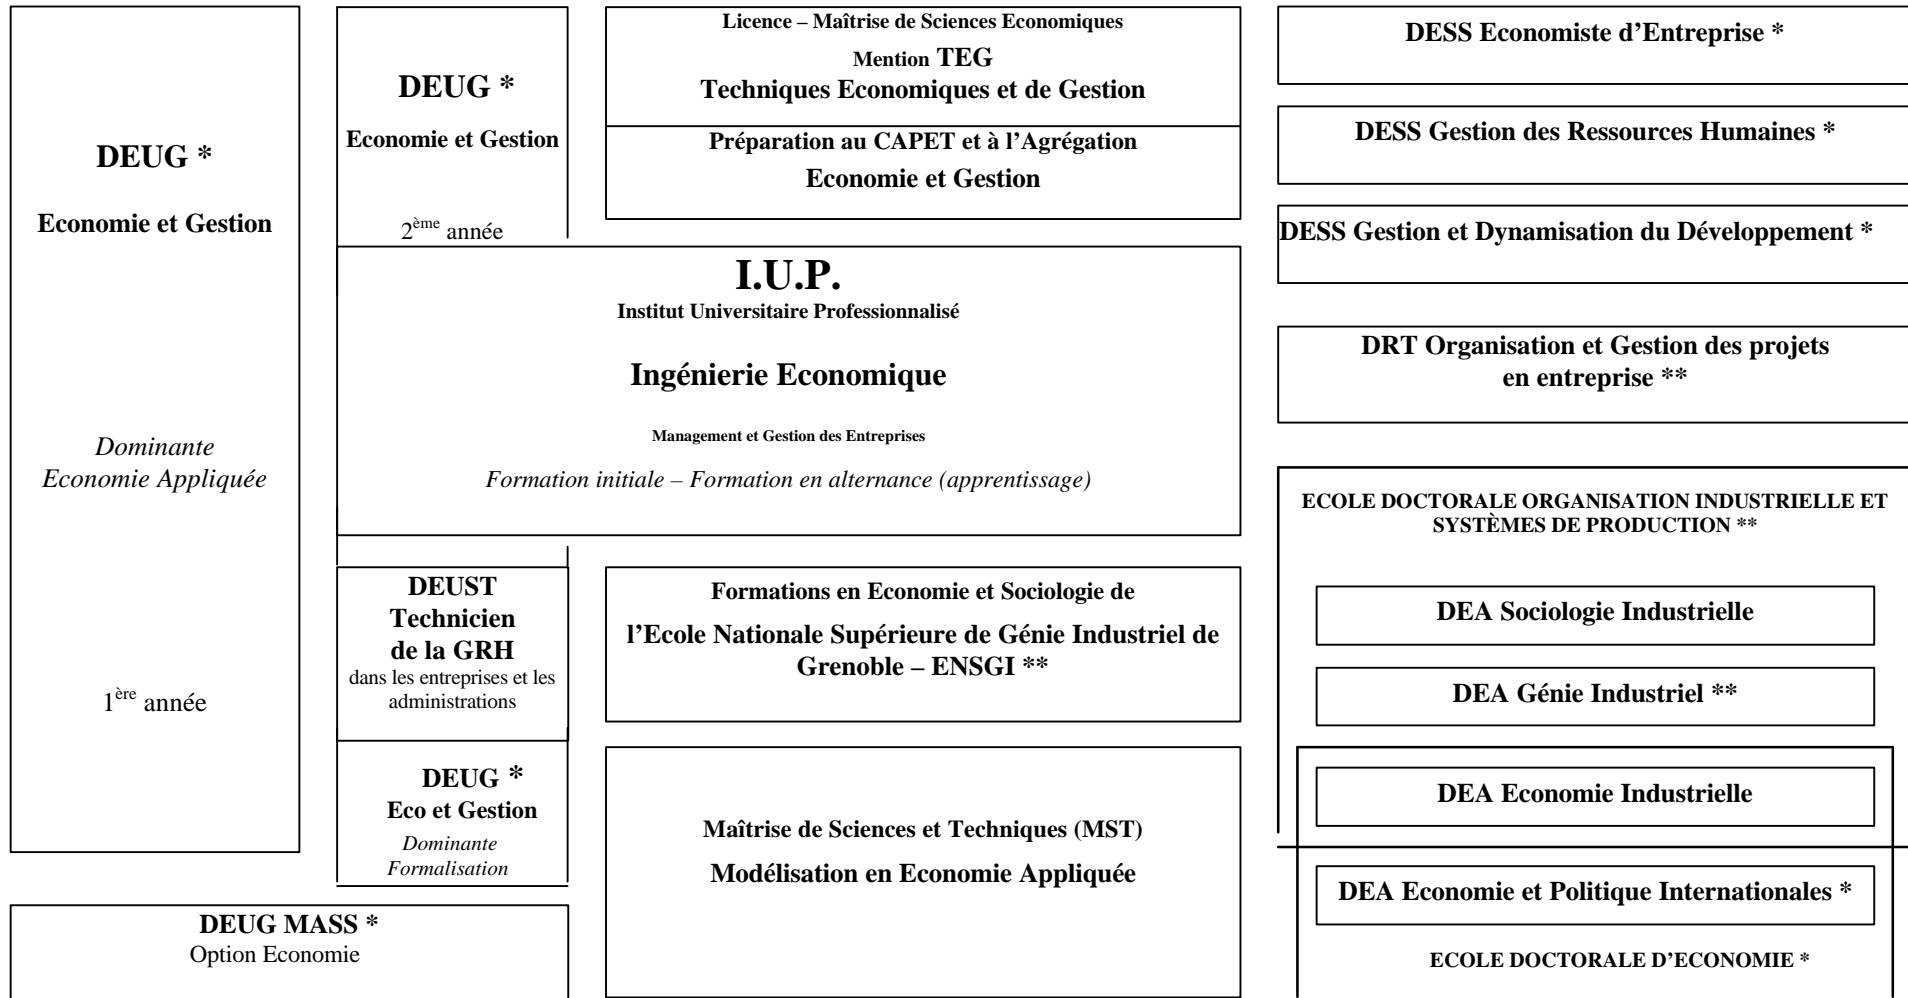 DEUG *
Economie et Gestion
Dominante
Economie Appliquée
1ère année
DEUG *
Economie et Gestion
2ème année
Licence – Maîtrise de Sciences Economiques
Mention TEG
Techniques Economiques et de Gestion
Préparation au CAPET et à l’Agrégation
Economie et Gestion
I.U.P.
Institut Universitaire Professionnalisé
Ingénierie Economique
Management et Gestion des Entreprises
Formation initiale – Formation en alternance (apprentissage)
DEUST
Technicien
de la GRH
dans les entreprises et les
administrations
Formations en Economie et Sociologie de
l’Ecole Nationale Supérieure de Génie Industriel de
Grenoble – ENSGI **
DEUG *
Eco et Gestion
Dominante
Formalisation
Maîtrise de Sciences et Techniques (MST)
Modélisation en Economie Appliquée
DEUG MASS *
Option Economie
DESS Economiste d’Entreprise *
DESS Gestion des Ressources Humaines *
DESS Gestion et Dynamisation du Développement *
DRT Organisation et Gestion des projets
en entreprise **
ECOLE DOCTORALE ORGANISATION INDUSTRIELLE ET
SYSTÈMES DE PRODUCTION **
DEA Sociologie Industrielle
DEA Génie Industriel **
DEA Economie Industrielle
DEA Economie et Politique Internationales *
ECOLE DOCTORALE D’ECONOMIE *